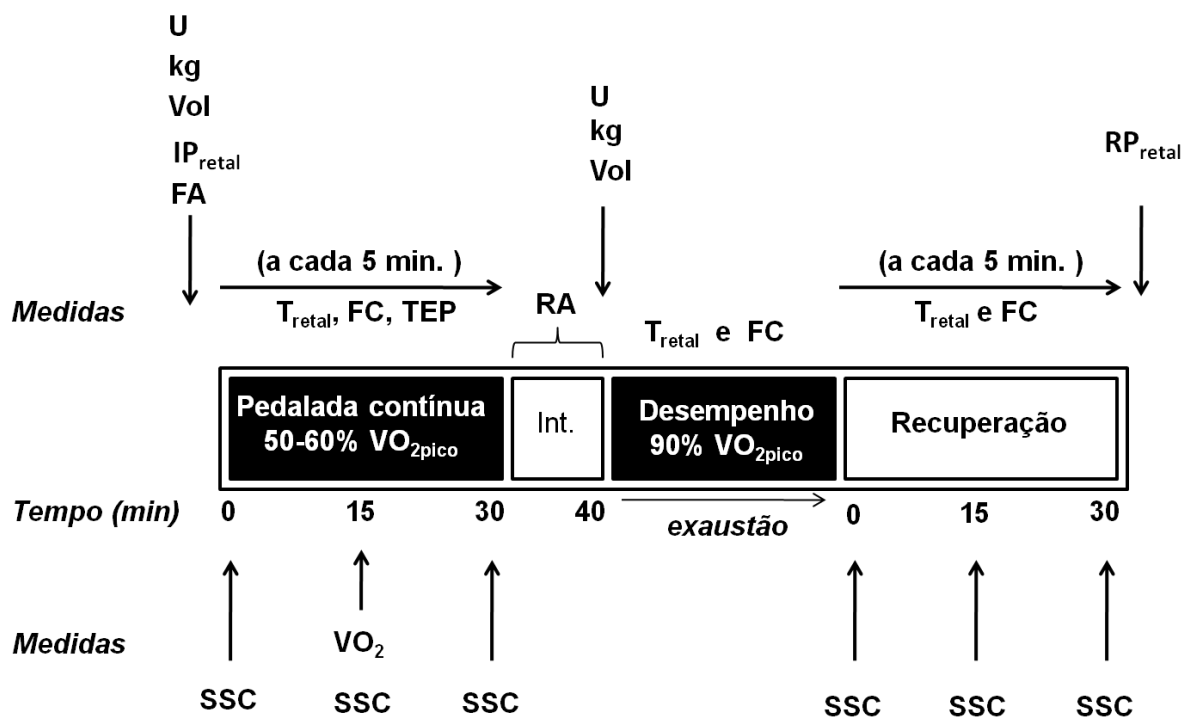 U
kg
Vol
IPretal
FA
U
kg
Vol
RPretal
(a cada 5 min. )
(a cada 5 min. )
Medidas
Tretal, FC, TEP
RA
Tretal e FC
Tretal e FC
Pedalada contínua
50-60% VO2pico
Int.
Desempenho
90% VO2pico
Recuperação
Tempo (min) 0 15 30 40 exaustão 0 15 30
Medidas
VO2
SSC SSC SSC SSC SSC SSC